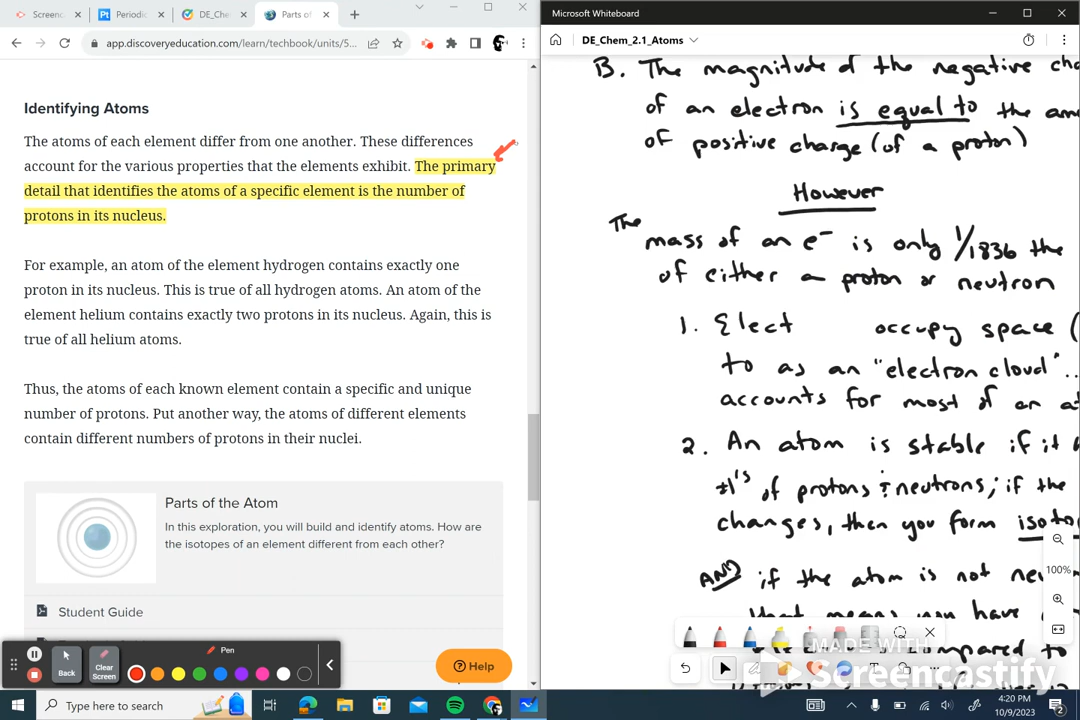 Screenc
Periodic
DE_Che
Parts of
app.discoveryeducation.com/learn/techbook/units/5...
Identifying Atoms
The atoms of each element differ from one another. These differences
account for the various properties that the elements exhibit. The primary
detail that identifies the atoms of a specific element is the number of
protons in its nucleus.
For example, an atom of the element hydrogen contains exactly one
proton in its nucleus. This is true of all hydrogen atoms. An atom of the
element helium contains exactly two protons in its nucleus. Again, this is
true of all helium atoms.
Thus, the atoms of each known element contain a specific and unique
number of protons. Put another way, the atoms of different elements
contain different numbers of protons in their nuclei.
Parts of the Atom
In this exploration, you will build and identify atoms. How are
the isotopes of an element different from each other?
Student Guide
Pen
Back
Clear
Screen
Help
Type here to search
Microsoft Whiteboard
DE_Chem_2.1_Atoms
B. The magnitude of the negative cha
of an electron is equal to the am
of positive charge (of a proton)
However
The
mass of an e⁻ is only 1/1836 the
of either a proton or neutron
1. Elect occupy space (
to as an "electron cloud"..
accounts for most of an a
2. An atom is stable if it
#'s of protons & neutrons; if the
changes, then you form isoto
AND if the atom is not neu
that means you have
mpared to
100%
MADE WITH
Screencastify
4:20 PM
10/9/2023
2